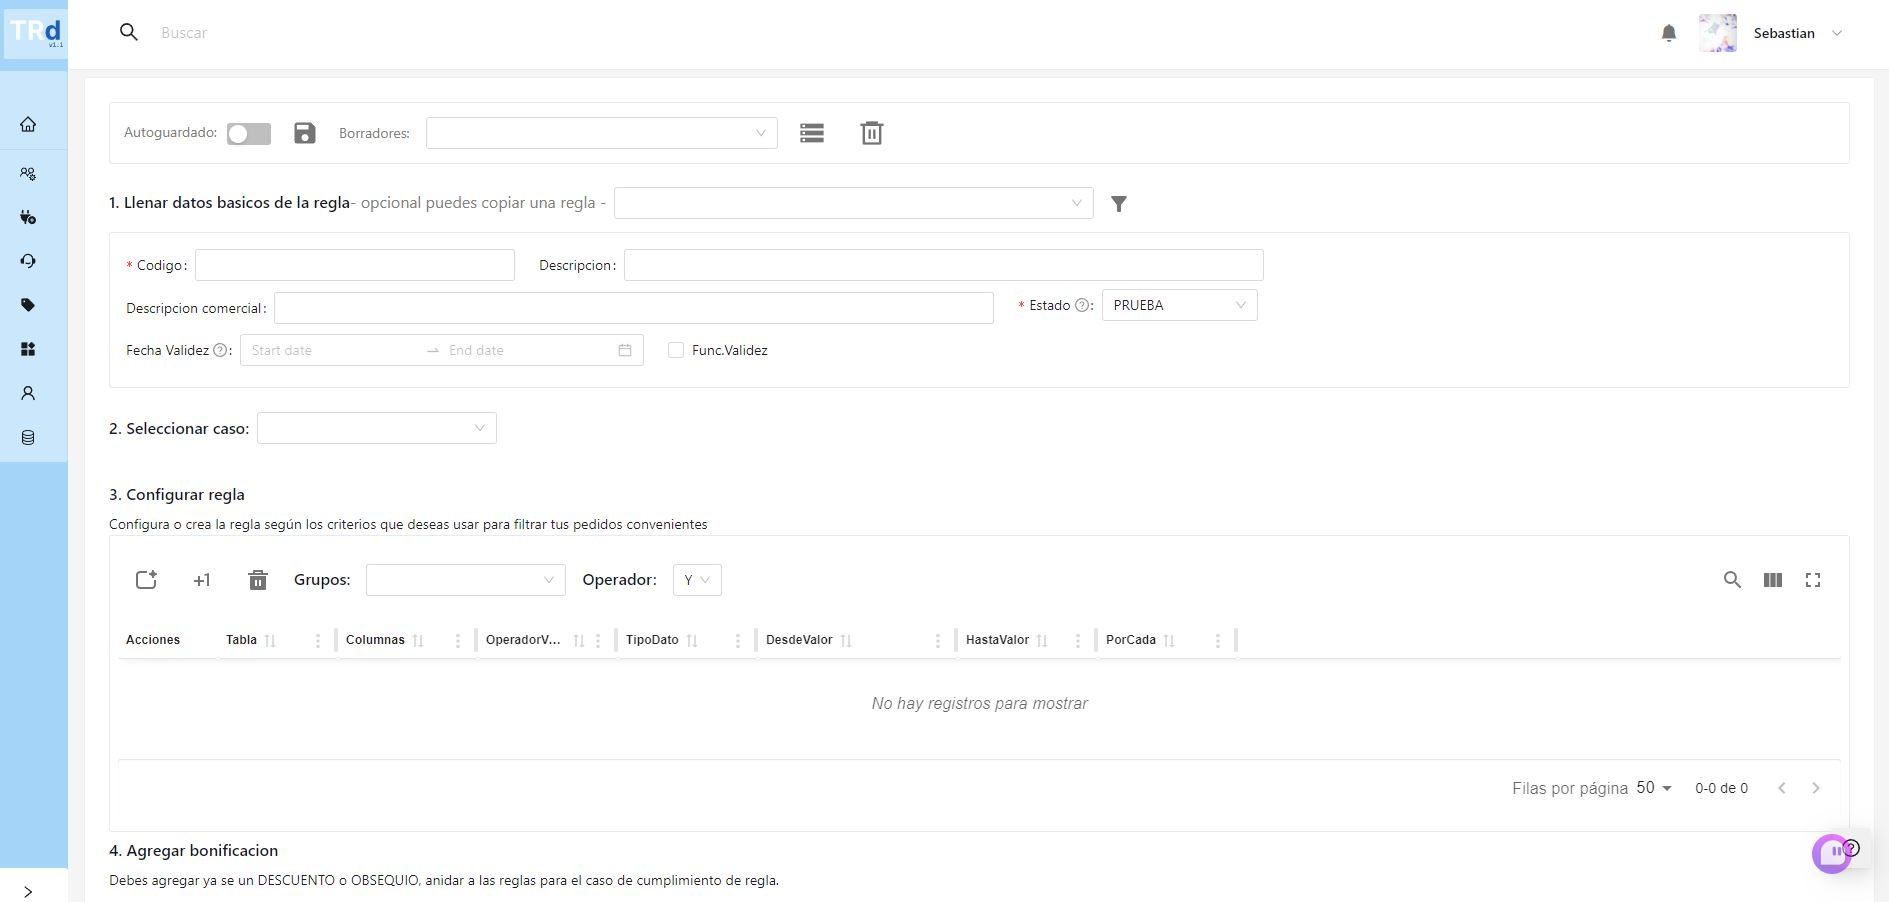 TRd
v1.1
Buscar
Sebastian
Autoguardado:
Borradores:
1. Llenar datos basicos de la regla- opcional puedes copiar una regla -
* Codigo:
Descripcion:
Descripcion comercial:
* Estado ?:
PRUEBA
Fecha Validez ?:
Start date
End date
Func.Validez
2. Seleccionar caso:
3. Configurar regla
Configura o crea la regla según los criterios que deseas usar para filtrar tus pedidos convenientes
+1
Grupos:
Operador:
Y
Acciones
Tabla
Columnas
OperadorV...
TipoDato
DesdeValor
HastaValor
PorCada
No hay registros para mostrar
Filas por página 50
0-0 de 0
4. Agregar bonificacion
?
Debes agregar ya se un DESCUENTO o OBSEQUIO, anidar a las reglas para el caso de cumplimiento de regla.